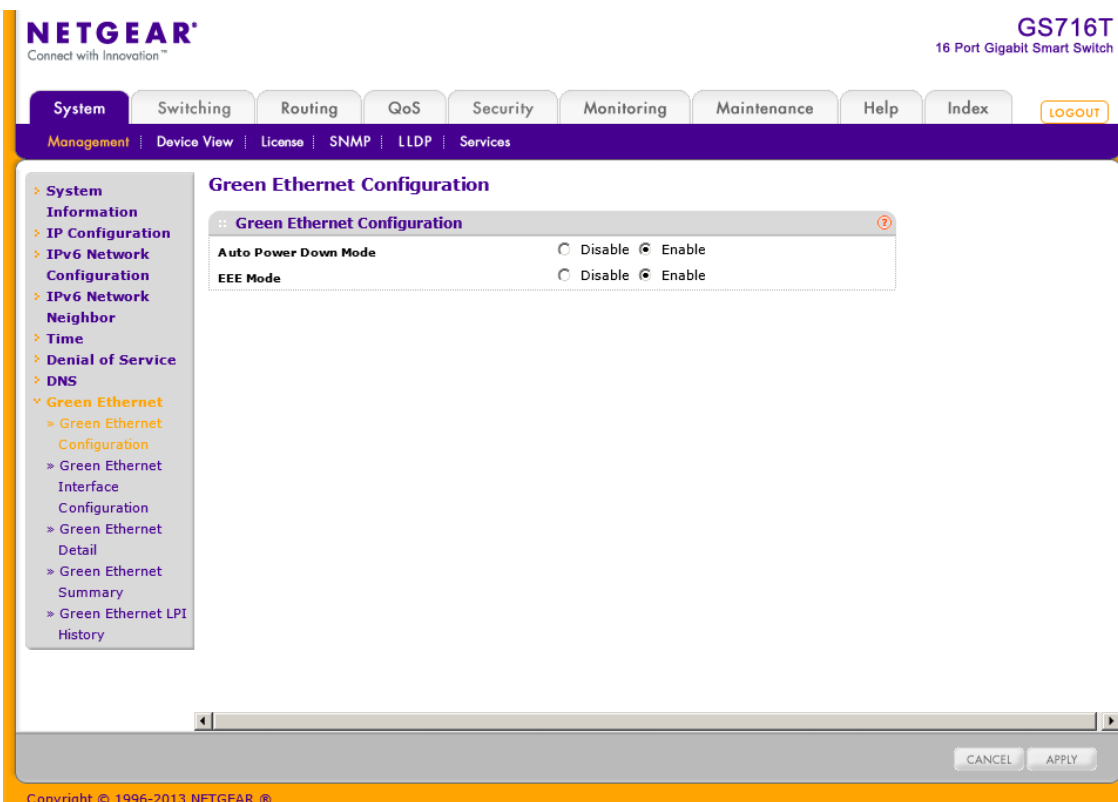 NETGEAR®
Connect with Innovation™
GS716T
16 Port Gigabit Smart Switch
System Switching Routing QoS Security Monitoring Maintenance Help Index LOGOUT
Management Device View License SNMP LLDP Services
System
Information
IP Configuration
IPv6 Network
Configuration
IPv6 Network
Neighbor
Time
Denial of Service
DNS
Green Ethernet
» Green Ethernet
Configuration
» Green Ethernet
Interface
Configuration
» Green Ethernet
Detail
» Green Ethernet
Summary
» Green Ethernet LPI
History
Green Ethernet Configuration
Green Ethernet Configuration ?
Auto Power Down Mode Disable Enable
EEE Mode Disable Enable
CANCEL APPLY
Copyright © 1996-2013 NETGEAR ®